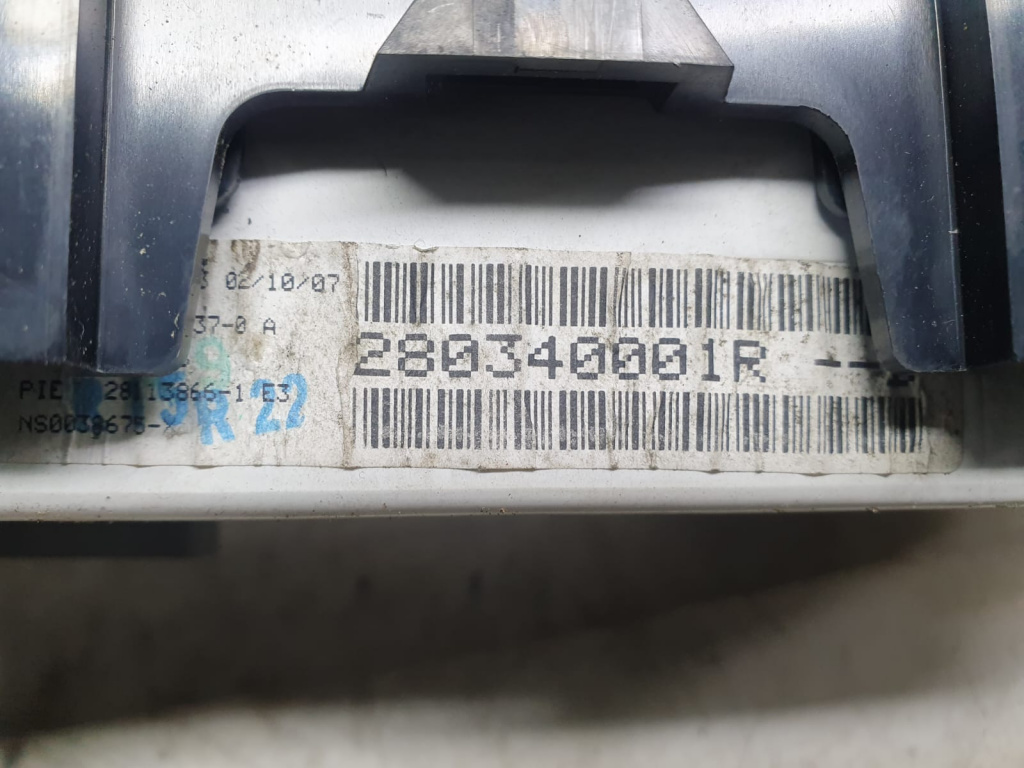 02/10/07
37-0 A
280340001R --
PIE 28113866-1 E3
R 22